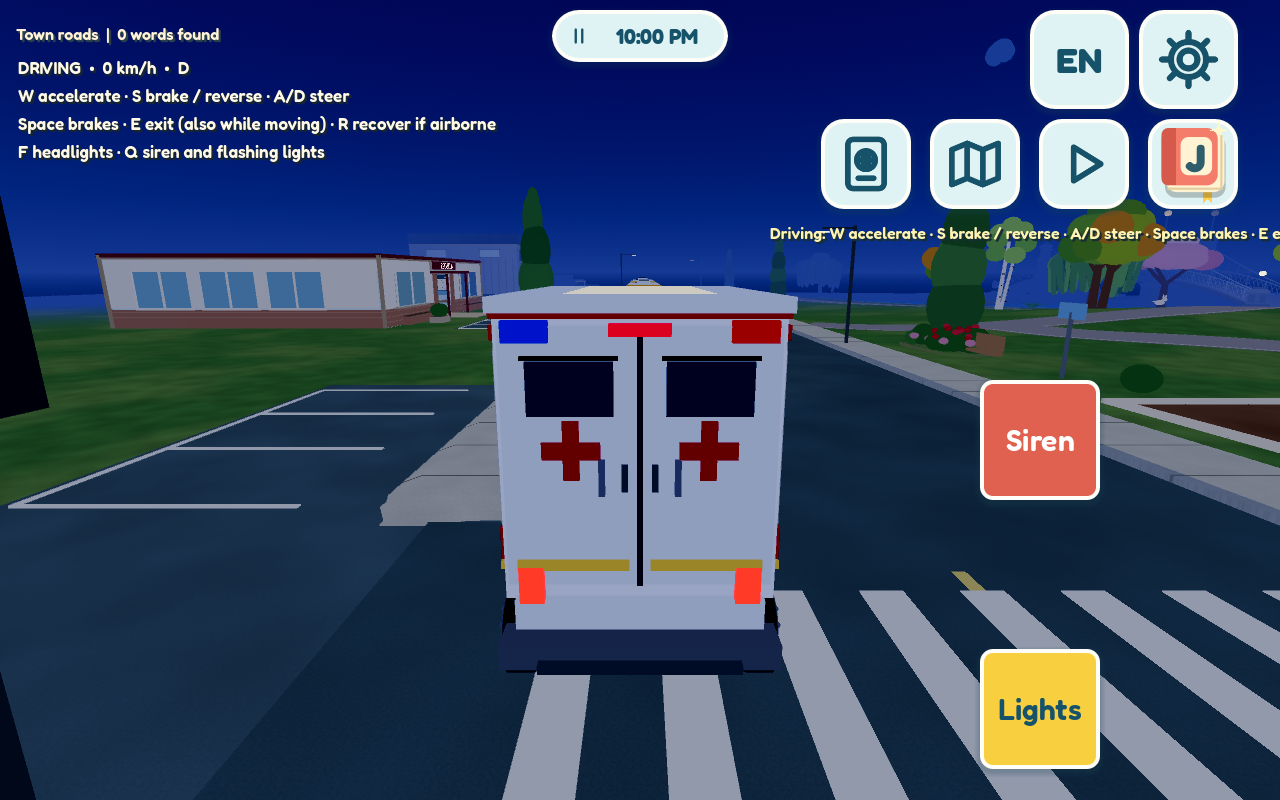 Town roads | 0 words found
DRIVING • 0 km/h • D
W accelerate · S brake / reverse · A/D steer
Space brakes · E exit (also while moving) · R recover if airborne
F headlights · Q siren and flashing lights
10:00 PM
EN
J
Driving: W accelerate · S brake / reverse · A/D steer · Space brakes · E e
Siren
Lights